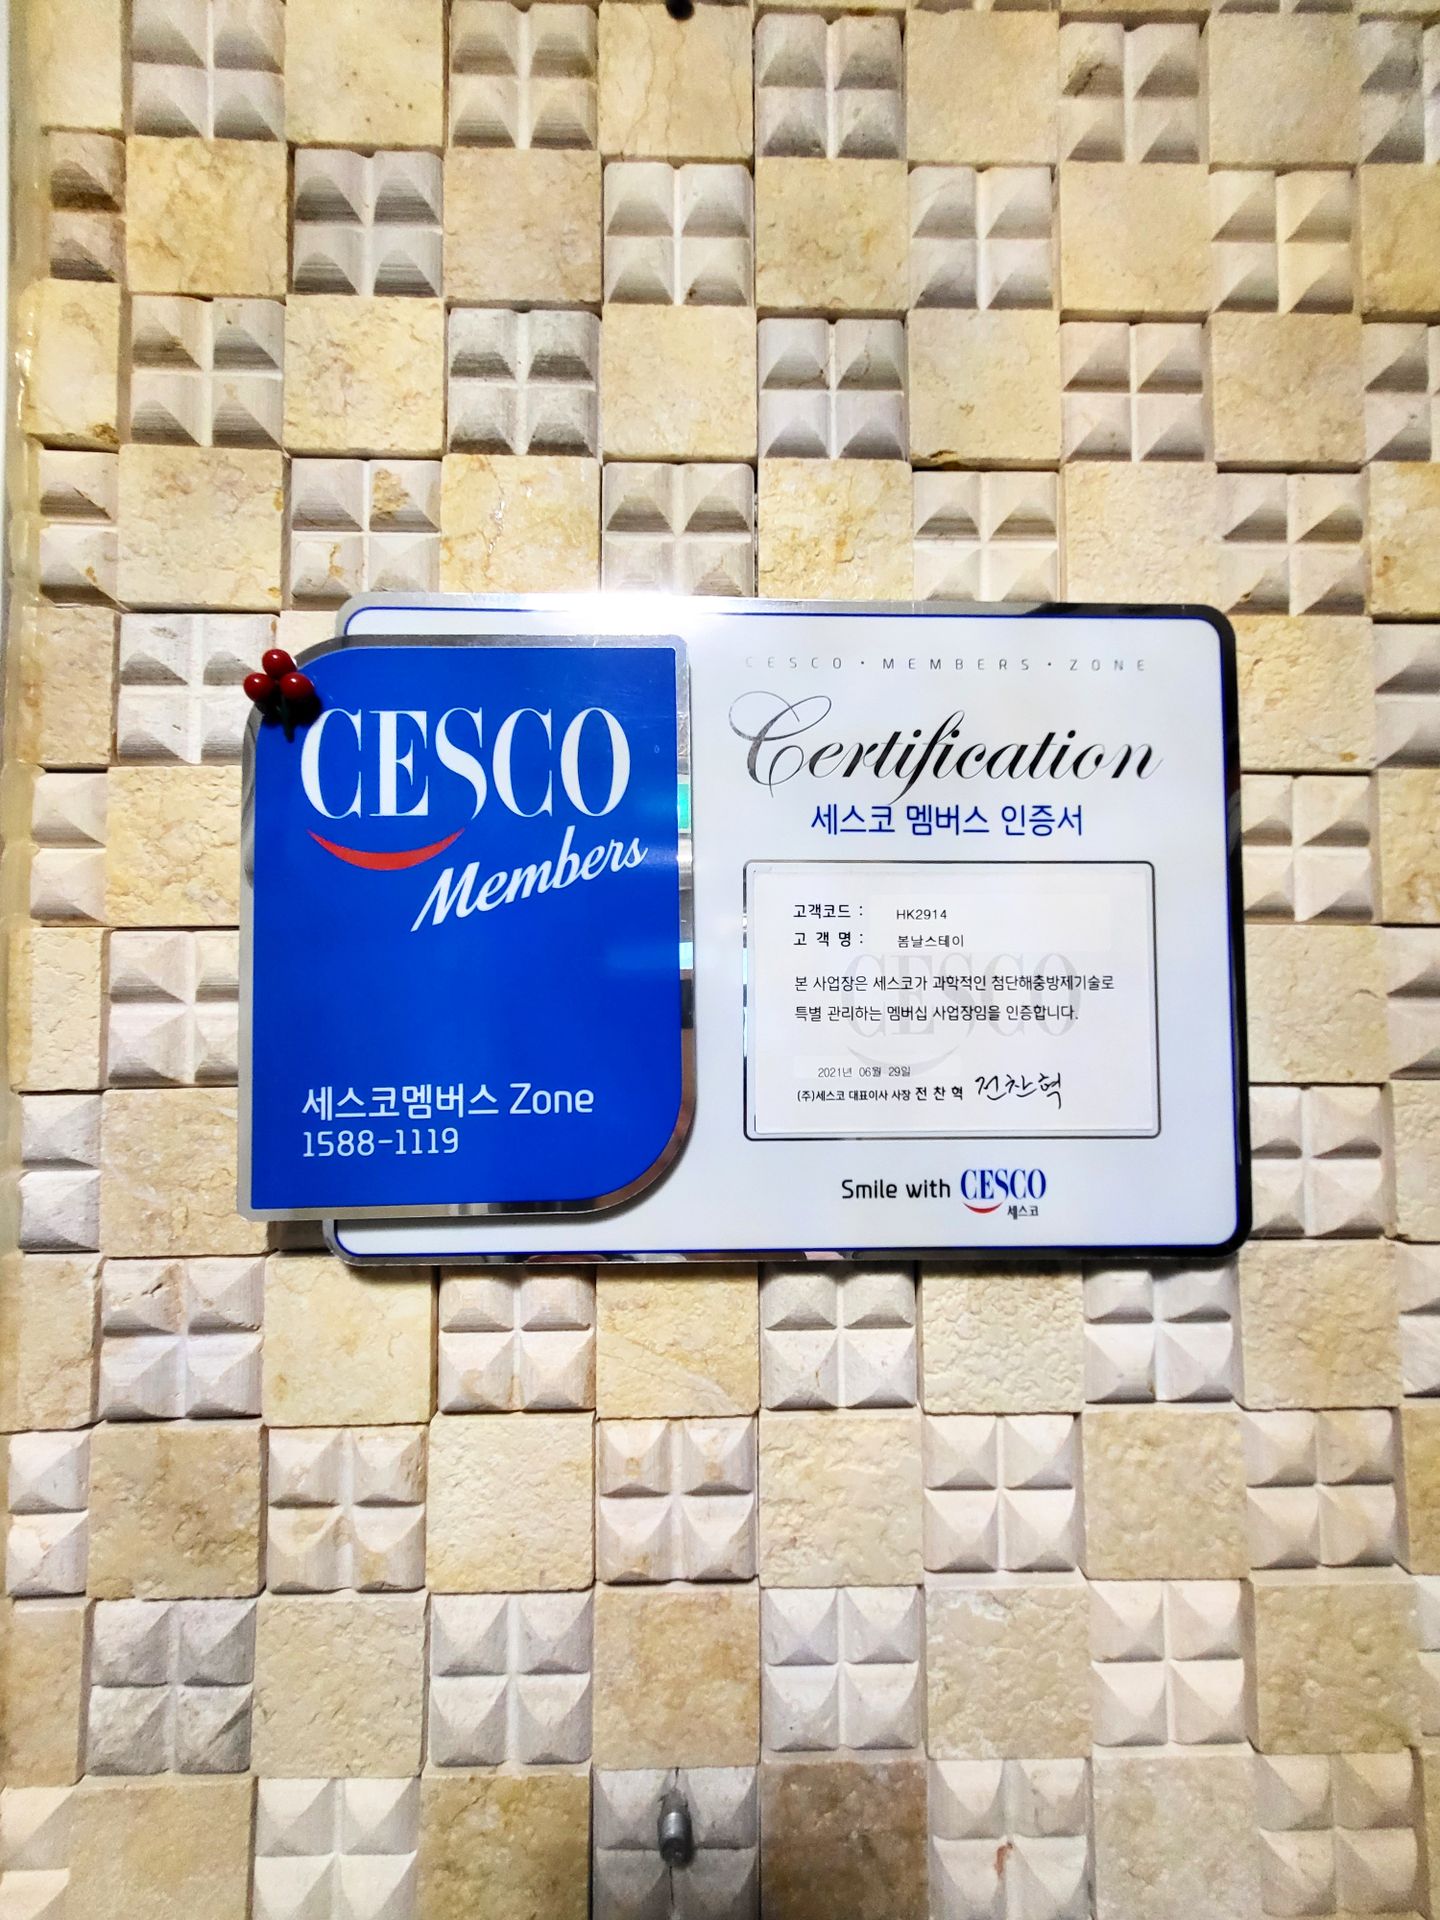 CESCO
Members
세스코멤버스 Zone
1588-1119
CESCO·MEMBERS·ZONE
Certification
세스코 멤버스 인증서
고객코드 : HK2914
고 객 명 : 봄날스테이
CESCO
본 사업장은 세스코가 과학적인 첨단해충방제기술로
특별 관리하는 멤버십 사업장임을 인증합니다.
2021년 06월 29일
(주)세스코 대표이사 사장 전 찬 혁 전찬혁
Smile with CESCO
세스코